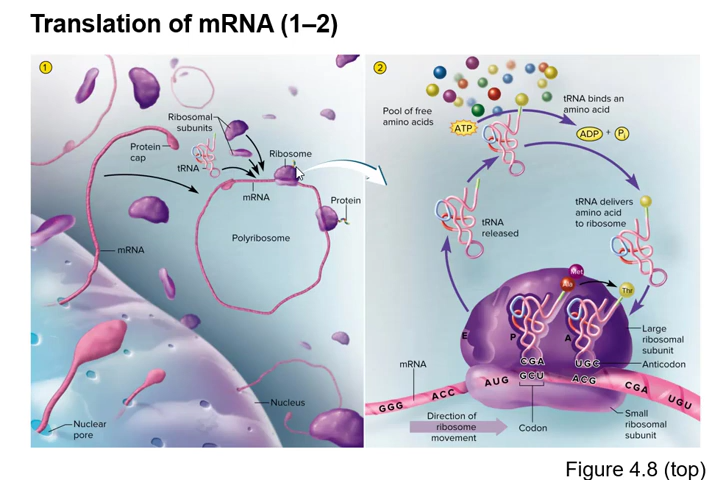 Translation of mRNA (1–2)
1
Ribosomal
subunits
Protein
cap
tRNA
Ribosome
mRNA
Protein
Polyribosome
mRNA
Nucleus
Nuclear
pore
2
Pool of free
amino acids
ATP
tRNA binds an
amino acid
ADP + Pi
tRNA
released
tRNA delivers
amino acid
to ribosome
Met
Ala
Thr
E
P
A
Large
ribosomal
subunit
Anticodon
CGA
UGC
mRNA
GGG ACC AUG GCU ACG CGA UGU
Direction of
ribosome
movement
Codon
Small
ribosomal
subunit
Figure 4.8 (top)